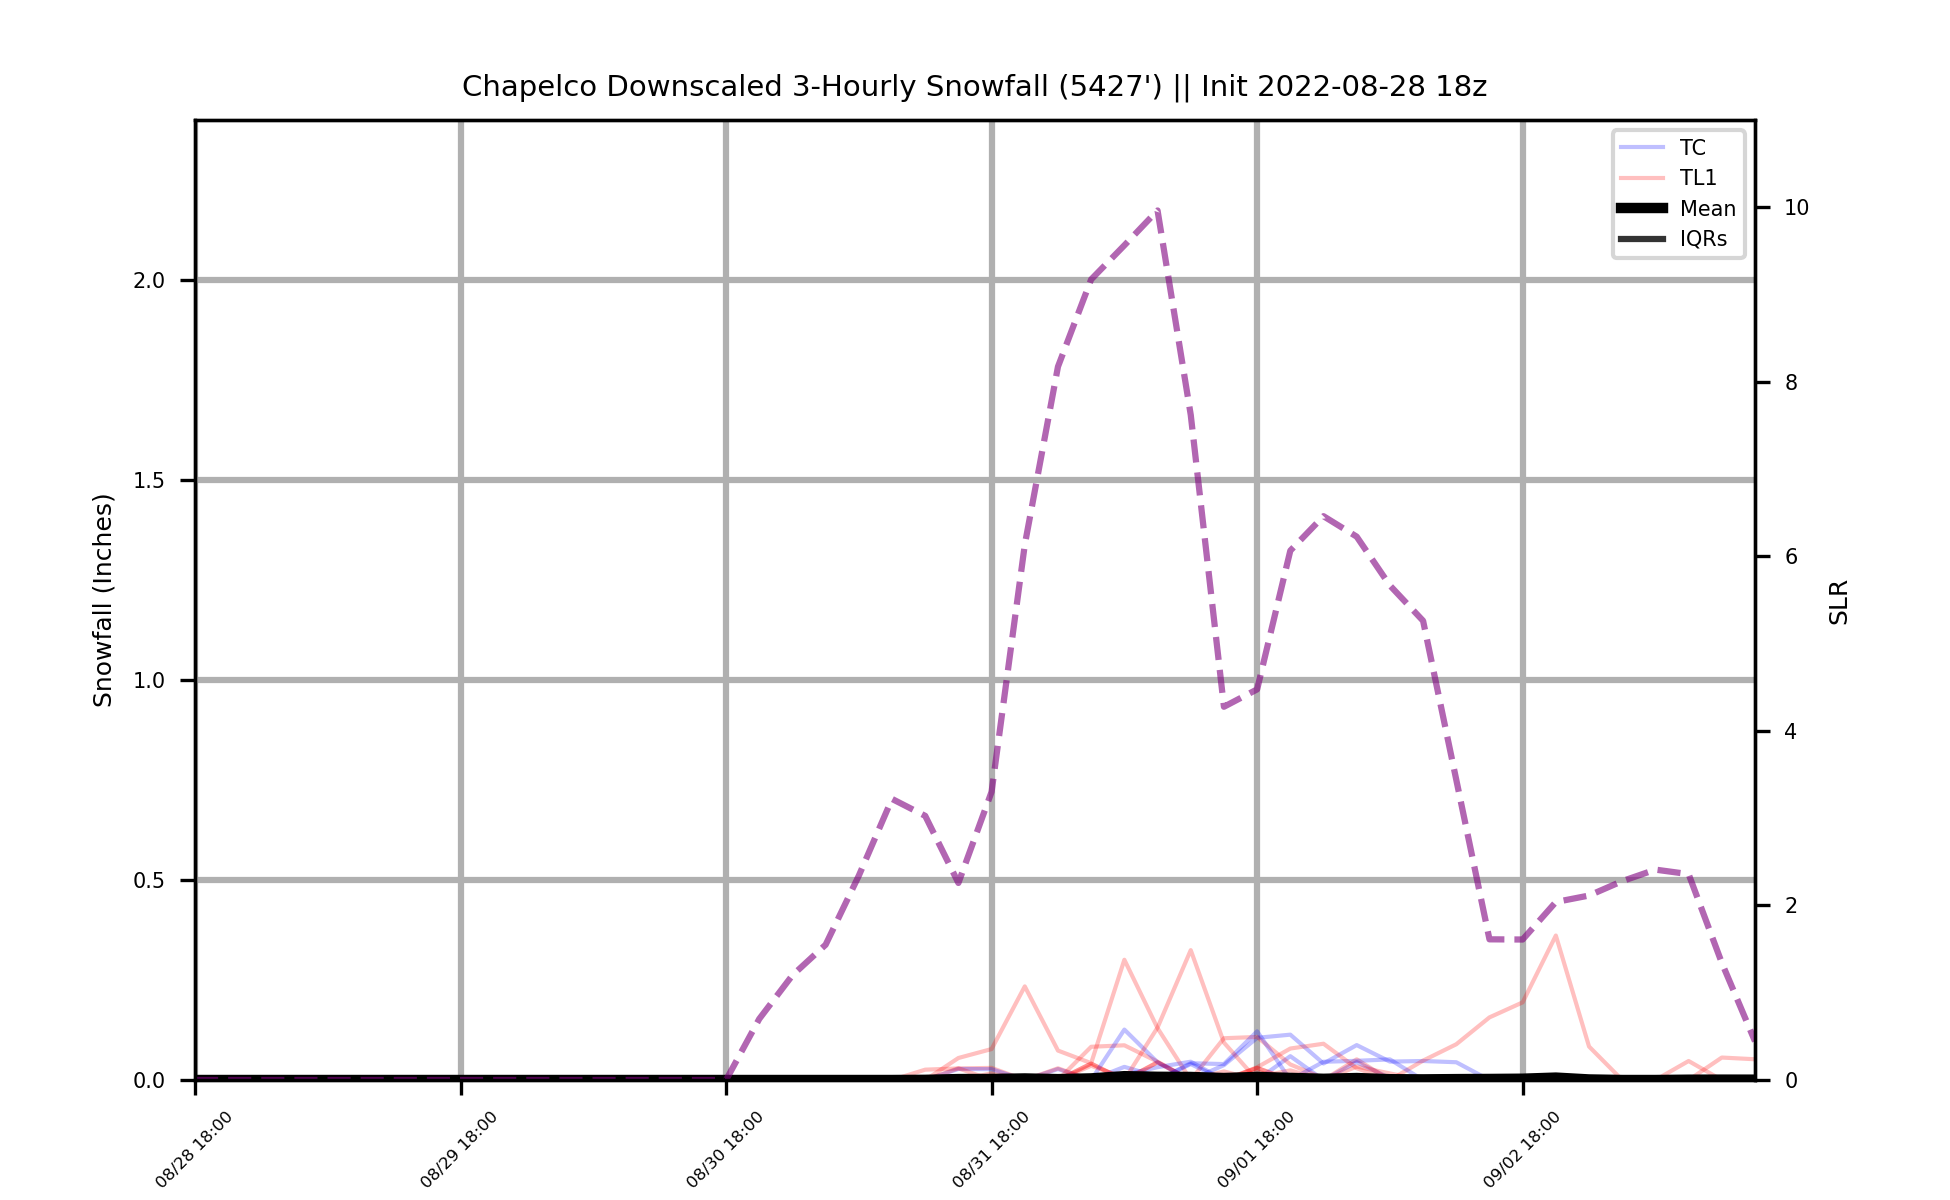 Chapelco Downscaled 3-Hourly Snowfall (5427') || Init 2022-08-28 18z
TC
TL1
Mean
IQRs
Snowfall (Inches)
2.0
1.5
1.0
0.5
0.0
10
8
6
4
2
0
SLR
08/28 18:00
08/29 18:00
08/30 18:00
08/31 18:00
09/01 18:00
09/02 18:00